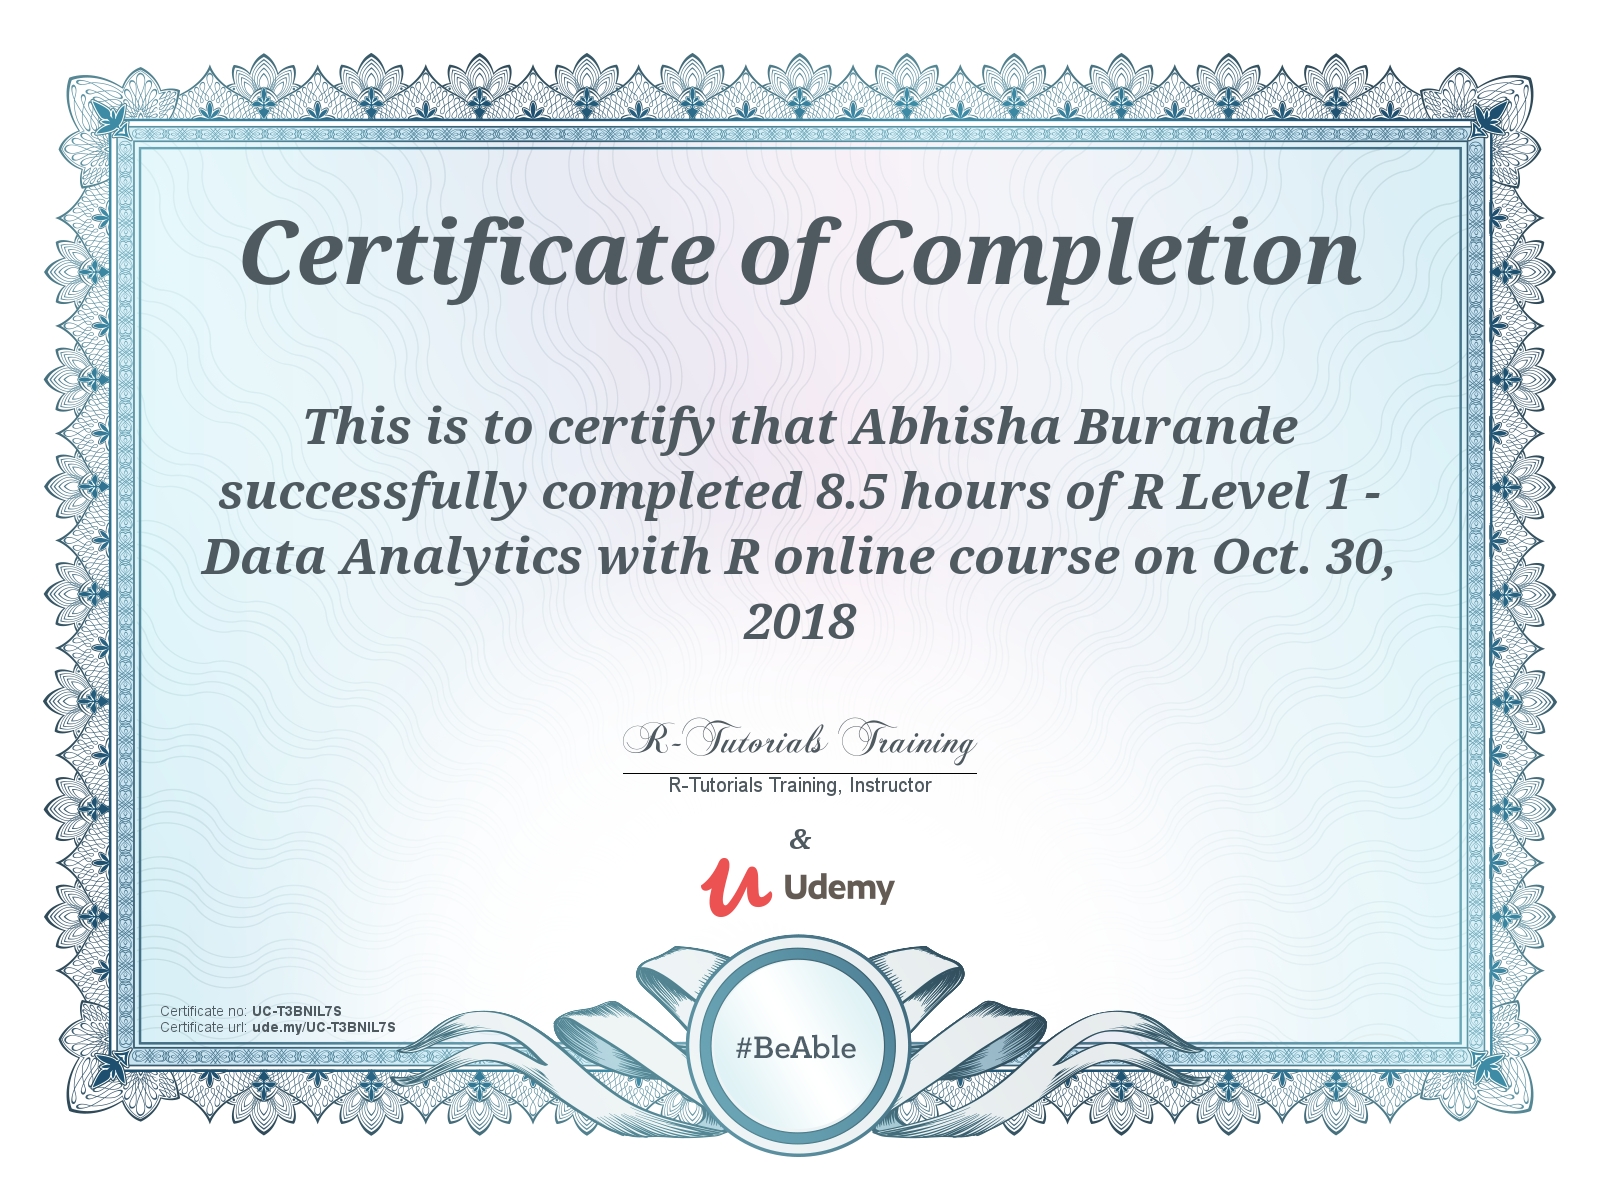 Certificate of Completion
This is to certify that Abhisha Burande
successfully completed 8.5 hours of R Level 1 -
Data Analytics with R online course on Oct. 30,
2018
R-Tutorials Training
R-Tutorials Training, Instructor
&
Udemy
Certificate no: UC-T3BNIL7S
Certificate url: ude.my/UC-T3BNIL7S
#BeAble